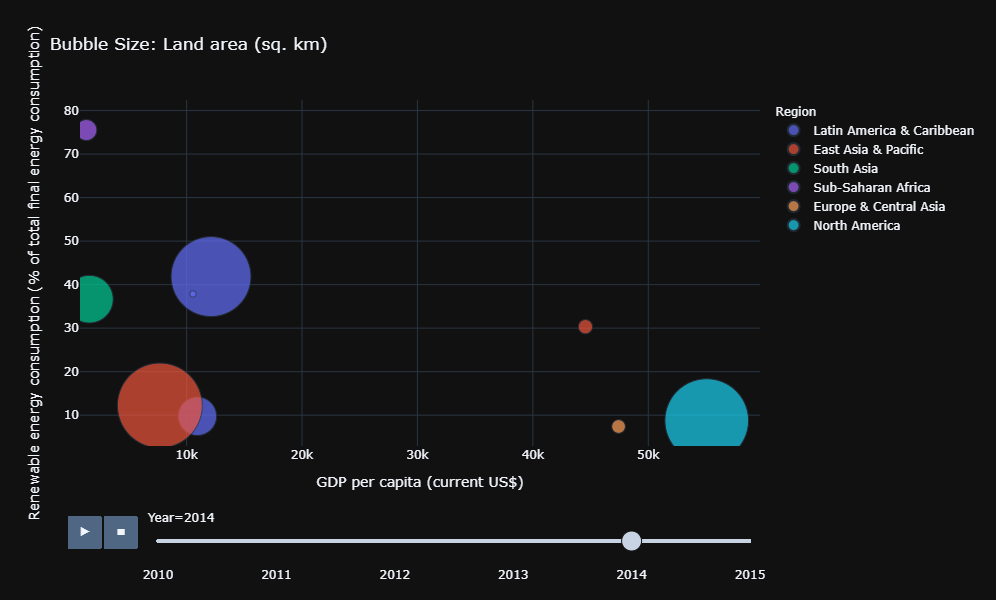 Bubble Size: Land area (sq. km)
Renewable energy consumption (% of total final energy consumption)
80
70
60
50
40
30
20
10
10k
20k
30k
40k
50k
GDP per capita (current US$)
Region
Latin America & Caribbean
East Asia & Pacific
South Asia
Sub-Saharan Africa
Europe & Central Asia
North America
Year=2014
2010
2011
2012
2013
2014
2015